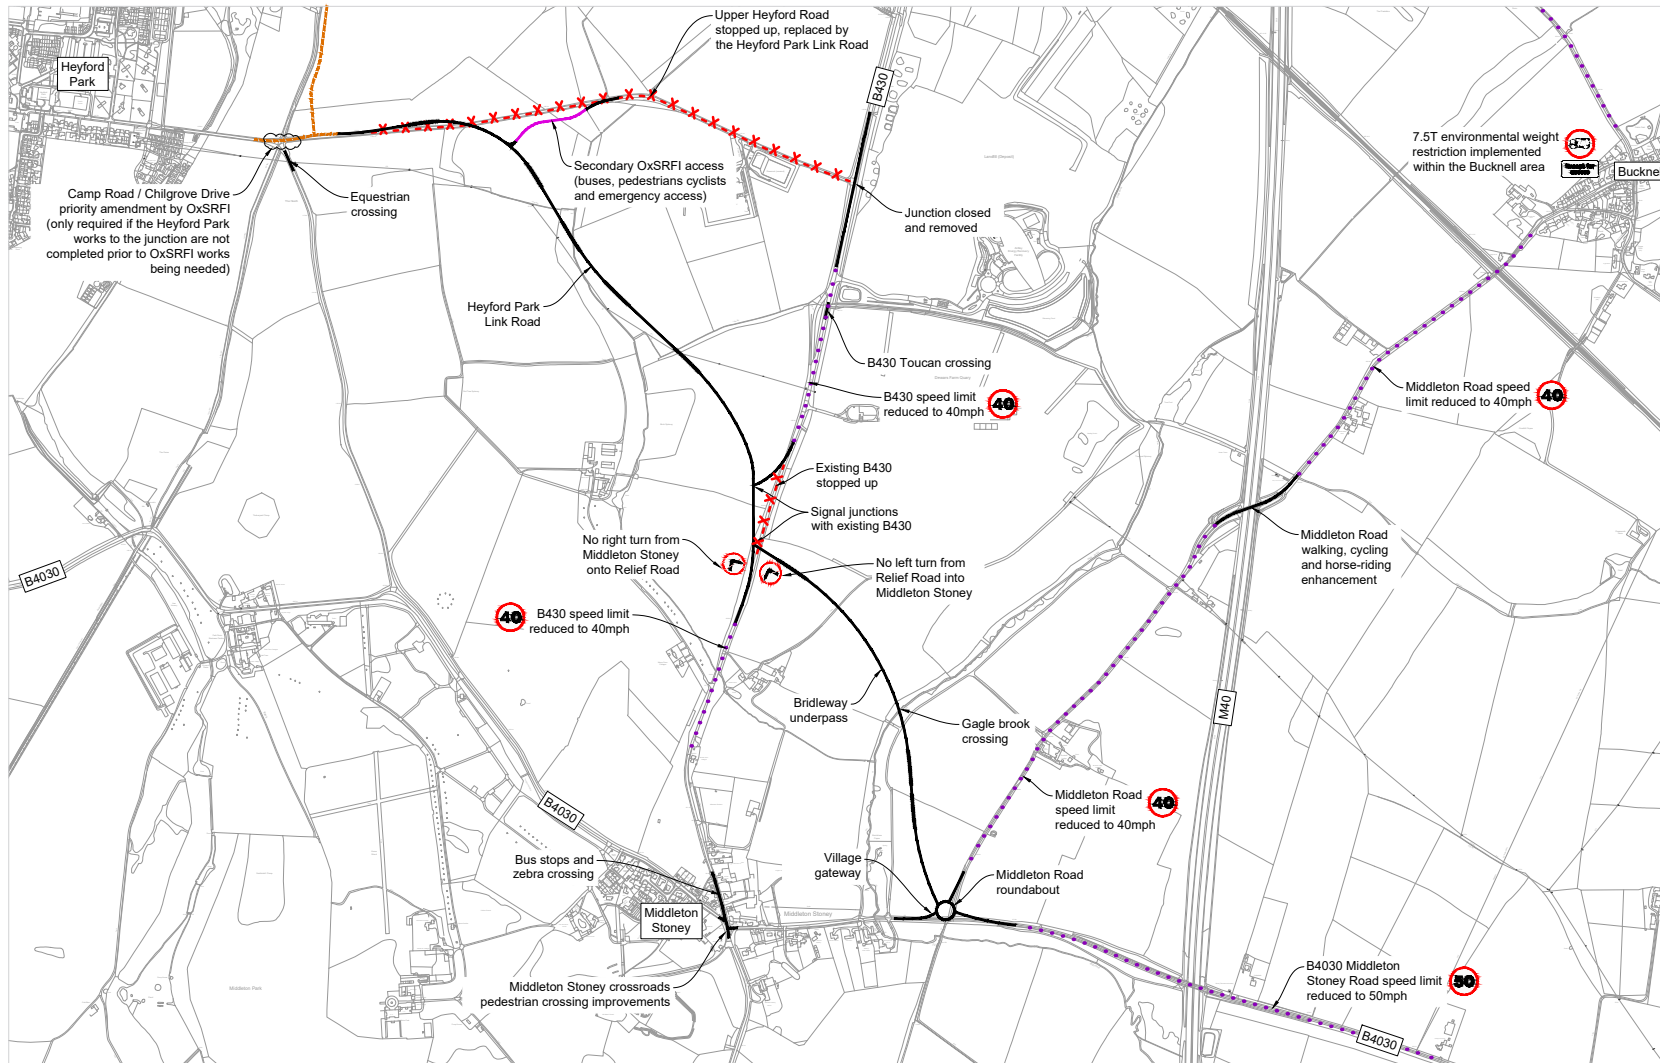 Upper Heyford Road
stopped up, replaced by
the Heyford Park Link Road
Heyford
Park
B430
7.5T environmental weight
restriction implemented
within the Bucknell area
Except for
access
Secondary OxSRFI access
(buses, pedestrians cyclists
and emergency access)
Camp Road / Chilgrove Drive
priority amendment by OxSRFI
(only required if the Heyford Park
works to the junction are not
completed prior to OxSRFI works
being needed)
Equestrian
crossing
Junction closed
and removed
Heyford Park
Link Road
B430 Toucan crossing
B430 speed limit
reduced to 40mph
40
Middleton Road speed
limit reduced to 40mph
40
Existing B430
stopped up
Signal junctions
with existing B430
No right turn from
Middleton Stoney
onto Relief Road
No left turn from
Relief Road into
Middleton Stoney
Middleton Road
walking, cycling
and horse-riding
enhancement
B4030
40
B430 speed limit
reduced to 40mph
Bridleway
underpass
Gagle brook
crossing
M40
B4030
Middleton Road
speed limit
reduced to 40mph
40
Bus stops and
zebra crossing
Village
gateway
Middleton Road
roundabout
Middleton
Stoney
Middleton Stoney
Middleton Stoney crossroads
pedestrian crossing improvements
Middleton Park
B4030 Middleton
Stoney Road speed limit
reduced to 50mph
50
B4030